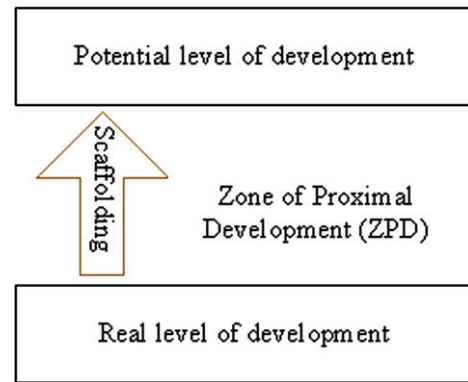 Potential level of development
Scaffolding
Zone of Proximal
Development (ZPD)
Real level of development